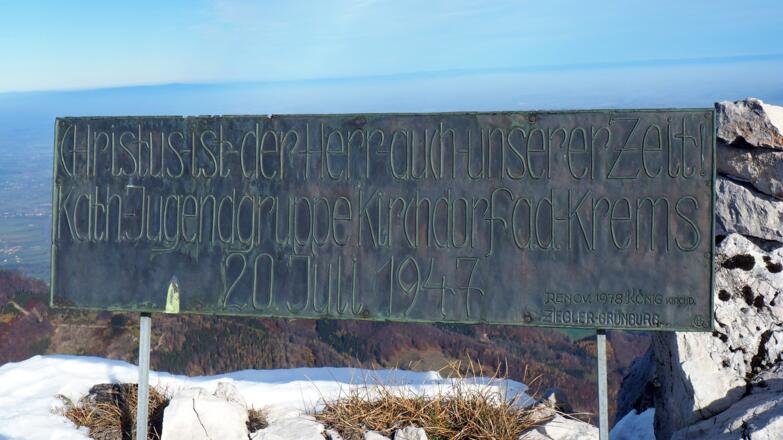 Christus-ist-der-Herr-auch-unserer Zeit!
Kath-Jugendgruppe Kirchdorf ad-Krems
20 Juli 1947
RENOV. 1978 KÖNIG KIRCHD.
ZIEGLER-GRÜNBURG